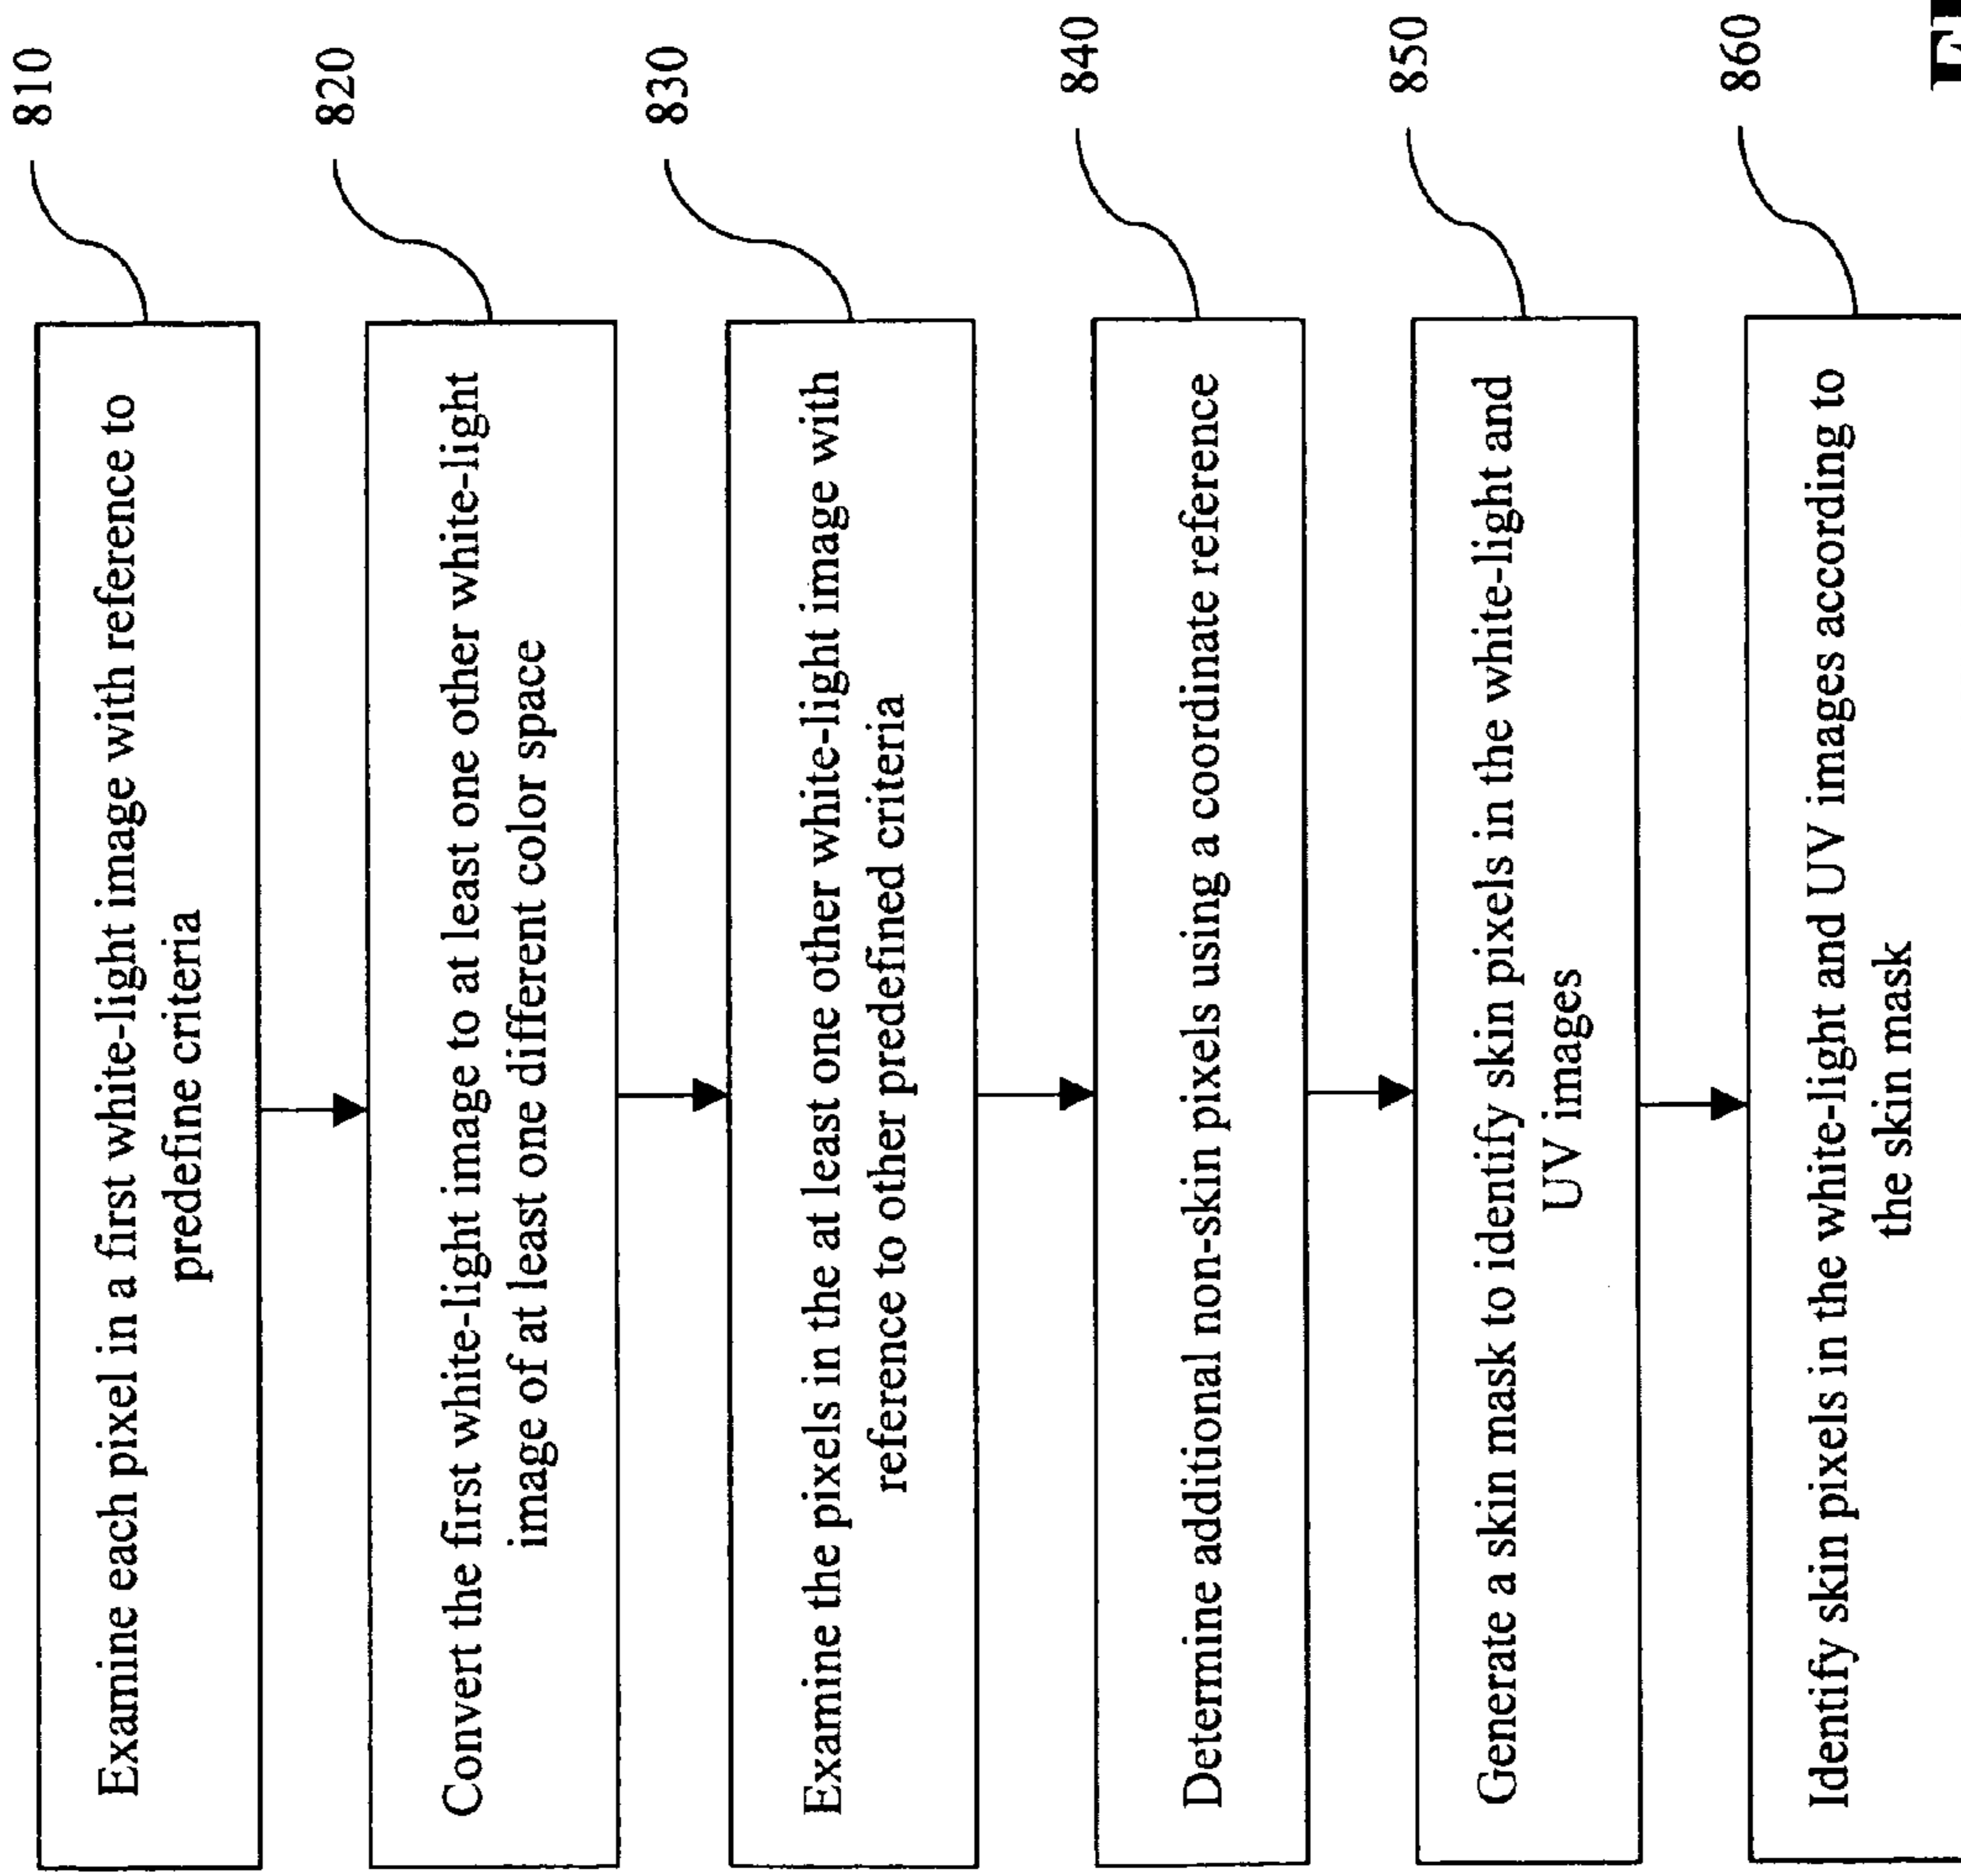 810
Examine each pixel in a first white-light image with reference to
predefine criteria
820
Convert the first white-light image to at least one other white-light
image of at least one different color space
830
Examine the pixels in the at least one other white-light image with
reference to other predefined criteria
840
Determine additional non-skin pixels using a coordinate reference
850
Generate a skin mask to identify skin pixels in the white-light and
UV images
860
Identify skin pixels in the white-light and UV images according to
the skin mask